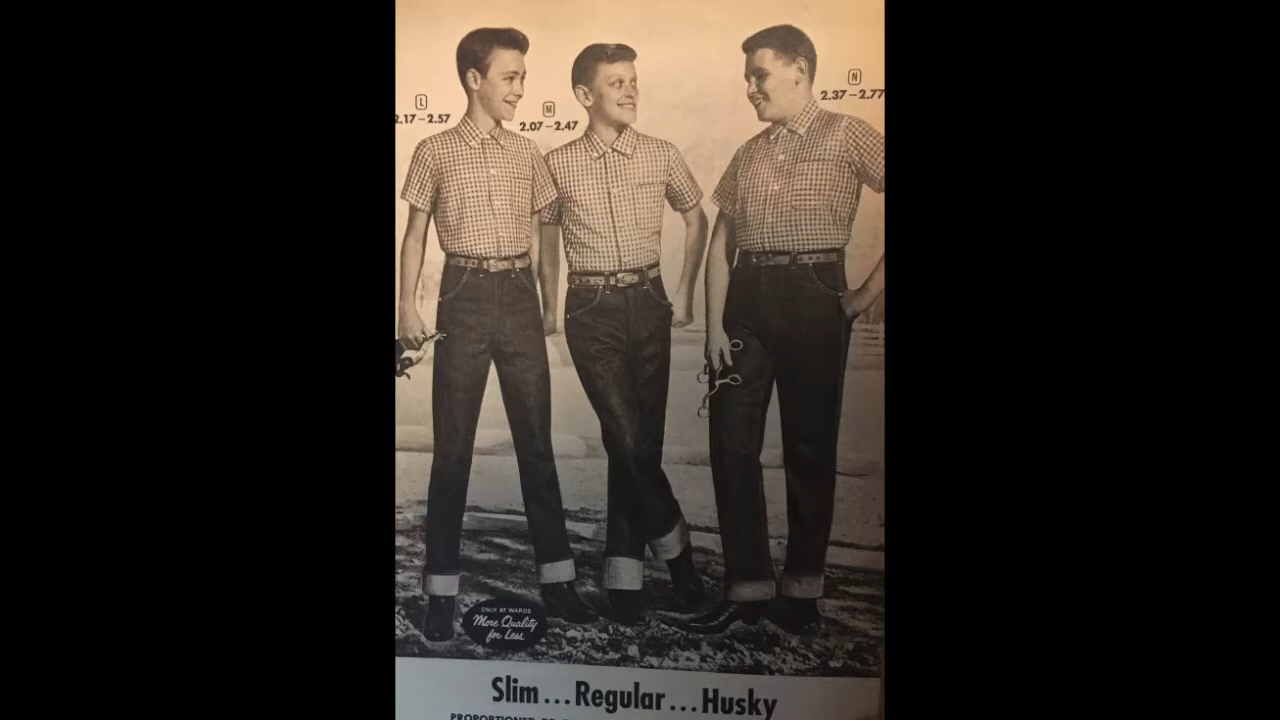 L
2.17–2.57
M
2.07–2.47
N
2.37–2.77
ONLY AT WARDS
More Quality
for Less
Slim...Regular...Husky
PROPORTIONED